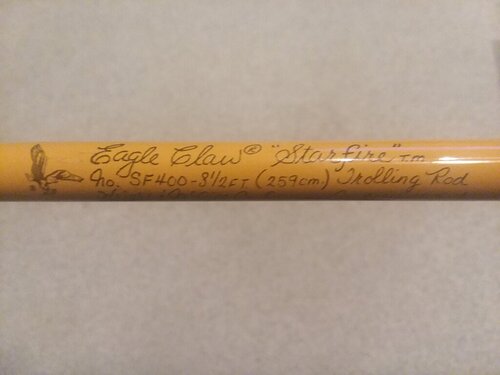 Eagle Claw® "Starfire" TM
No. SF400-8½FT (259cm) Trolling Rod